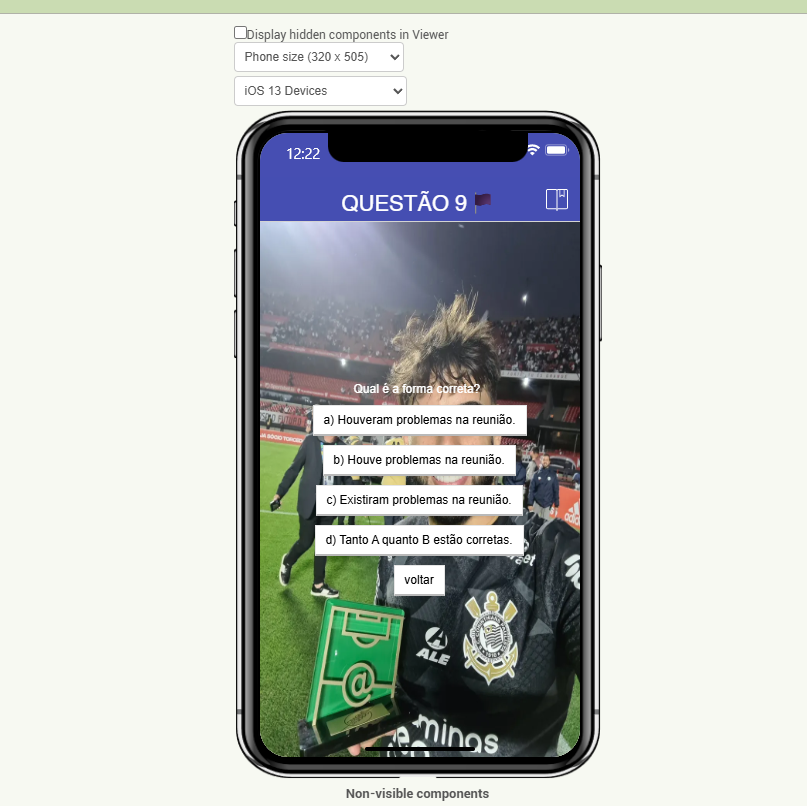 Display hidden components in Viewer
Phone size (320 x 505)
iOS 13 Devices
12:22
QUESTÃO 9
Qual é a forma correta?
a) Houveram problemas na reunião.
b) Houve problemas na reunião.
c) Existiram problemas na reunião.
d) Tanto A quanto B estão corretas.
voltar
ALE
minas
Non-visible components